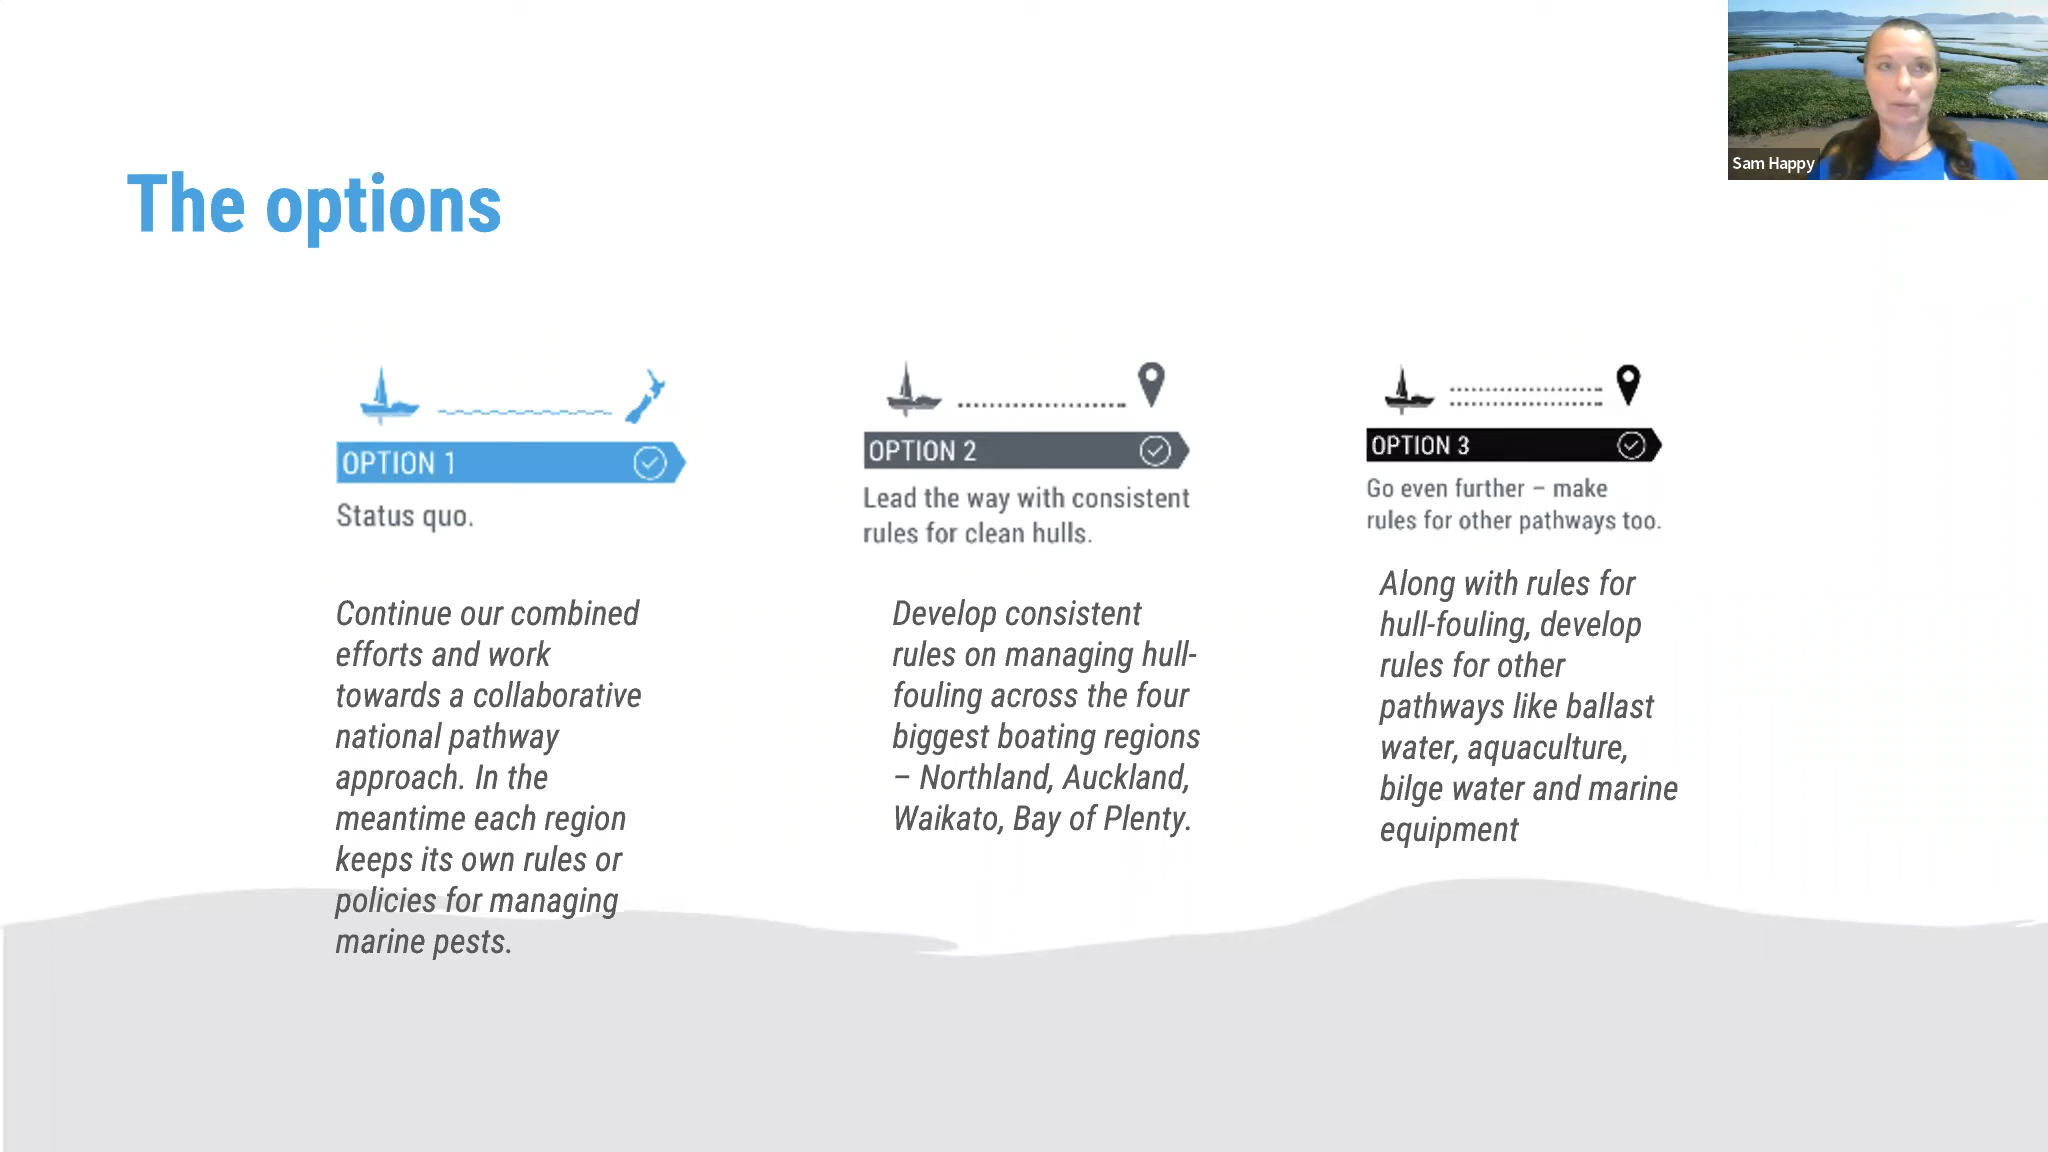 Sam Happy
The options
OPTION 1
Status quo.
Continue our combined
efforts and work
towards a collaborative
national pathway
approach. In the
meantime each region
keeps its own rules or
policies for managing
marine pests.
OPTION 2
Lead the way with consistent
rules for clean hulls.
Develop consistent
rules on managing hull-
fouling across the four
biggest boating regions
– Northland, Auckland,
Waikato, Bay of Plenty.
OPTION 3
Go even further – make
rules for other pathways too.
Along with rules for
hull-fouling, develop
rules for other
pathways like ballast
water, aquaculture,
bilge water and marine
equipment